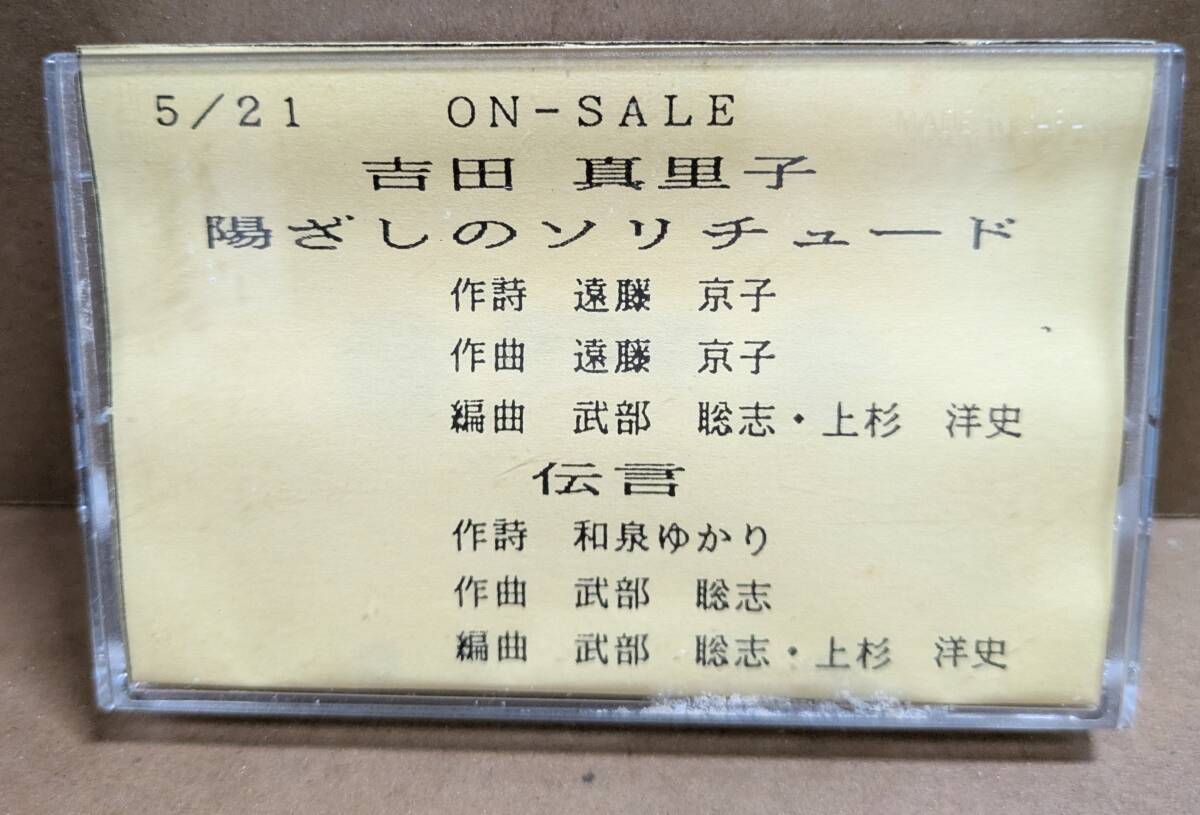 5/21 ON-SALE
吉田 真里子
陽ざしのソリチュード
作詩 遠藤 京子
作曲 遠藤 京子
編曲 武部 聡志・上杉 洋史
伝言
作詩 和泉ゆかり
作曲 武部 聡志
編曲 武部 聡志・上杉 洋史